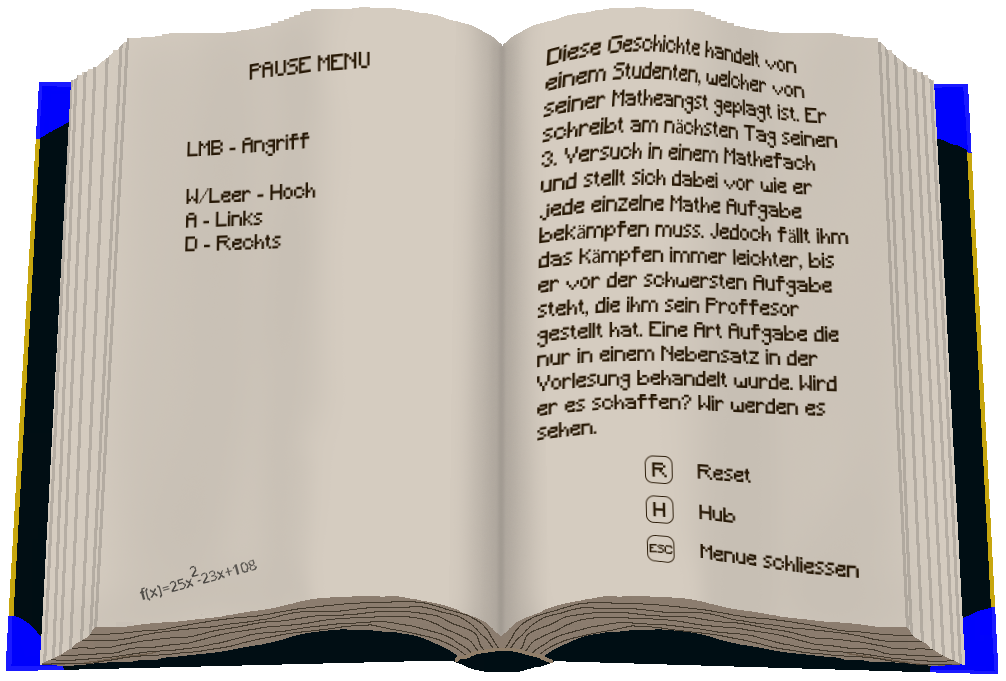 PAUSE MENU
LMB - Angriff
W/Leer - Hoch
A - Links
D - Rechts
f(x)=25x²-23x+108
Diese Geschichte handelt von
einem Studenten, welcher von
seiner Matheangst geplagt ist. Er
schreibt am nächsten Tag seinen
3. Versuch in einem Mathefach
und stellt sich dabei vor wie er
jede einzelne Mathe Aufgabe
bekämpfen muss. Jedoch fällt ihm
das Kämpfen immer leichter, bis
er vor der schwersten Aufgabe
steht, die ihm sein Proffesor
gestellt hat. Eine Art Aufgabe die
nur in einem Nebensatz in der
Vorlesung behandelt wurde. Wird
er es schaffen? Wir werden es
sehen.
R Reset
H Hub
ESC Menue schliessen